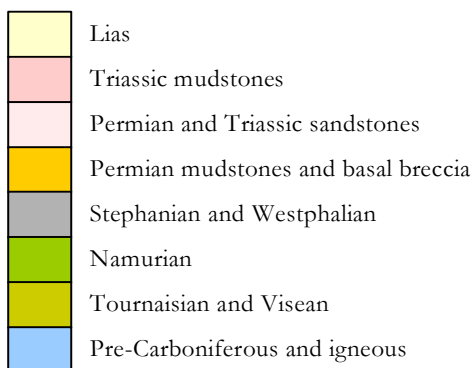 Lias
Triassic mudstones
Permian and Triassic sandstones
Permian mudstones and basal breccia
Stephanian and Westphalian
Namurian
Tournaisian and Visean
Pre-Carboniferous and igneous